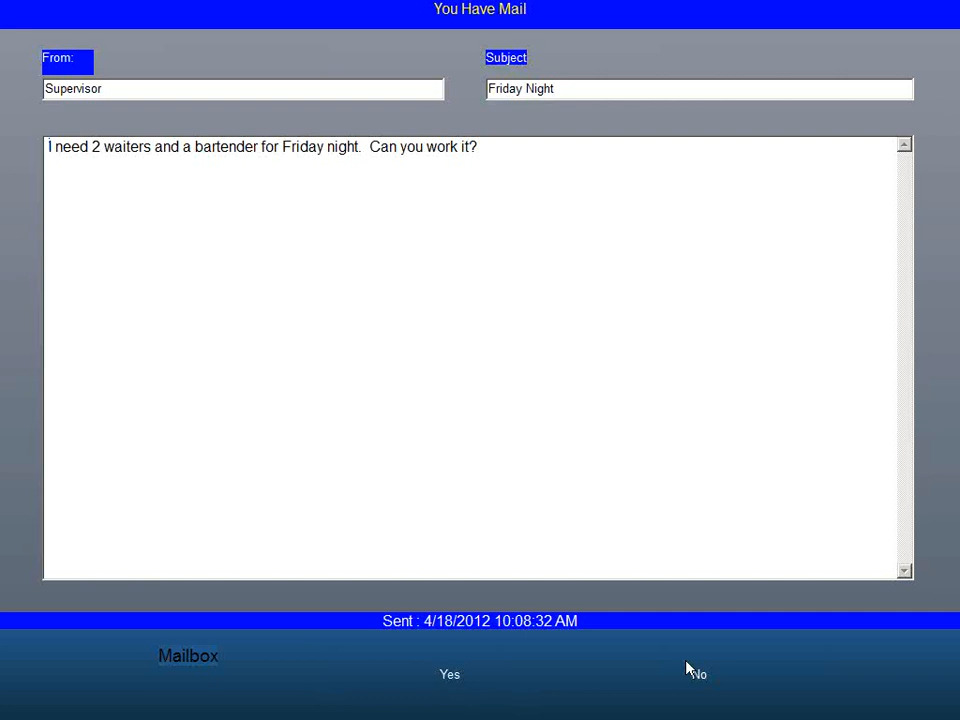 You Have Mail
From:
Subject
Supervisor
Friday Night
I need 2 waiters and a bartender for Friday night.  Can you work it?
Sent : 4/18/2012 10:08:32 AM
Mailbox
Yes
No